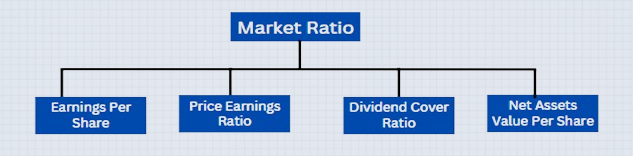 Market Ratio
Earnings Per
Share
Price Earnings
Ratio
Dividend Cover
Ratio
Net Assets
Value Per Share